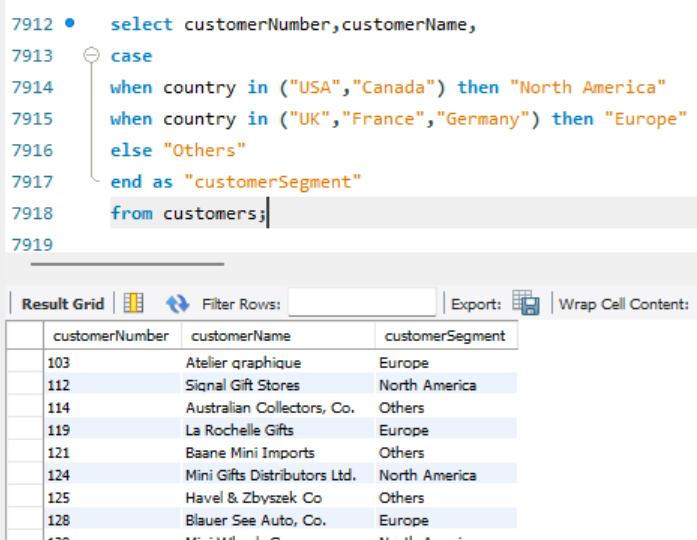 7912 select customerNumber,customerName,
7913 case
7914 when country in ("USA","Canada") then "North America"
7915 when country in ("UK","France","Germany") then "Europe"
7916 else "Others"
7917 end as "customerSegment"
7918 from customers;
7919
Result Grid Filter Rows: Export: Wrap Cell Content:
customerNumber customerName customerSegment
103 Atelier graphique Europe
112 Signal Gift Stores North America
114 Australian Collectors, Co. Others
119 La Rochelle Gifts Europe
121 Baane Mini Imports Others
124 Mini Gifts Distributors Ltd. North America
125 Havel & Zbyszek Co Others
128 Blauer See Auto, Co. Europe